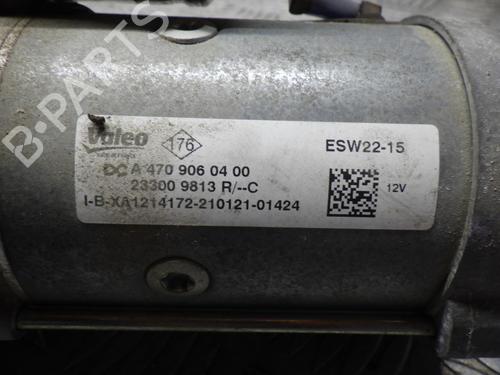 B-PARTS
Valeo
176
ESW22-15
DC A 470 906 04 00
23300 9813 R/--C
12V
I-B-XA1214172-210121-01424